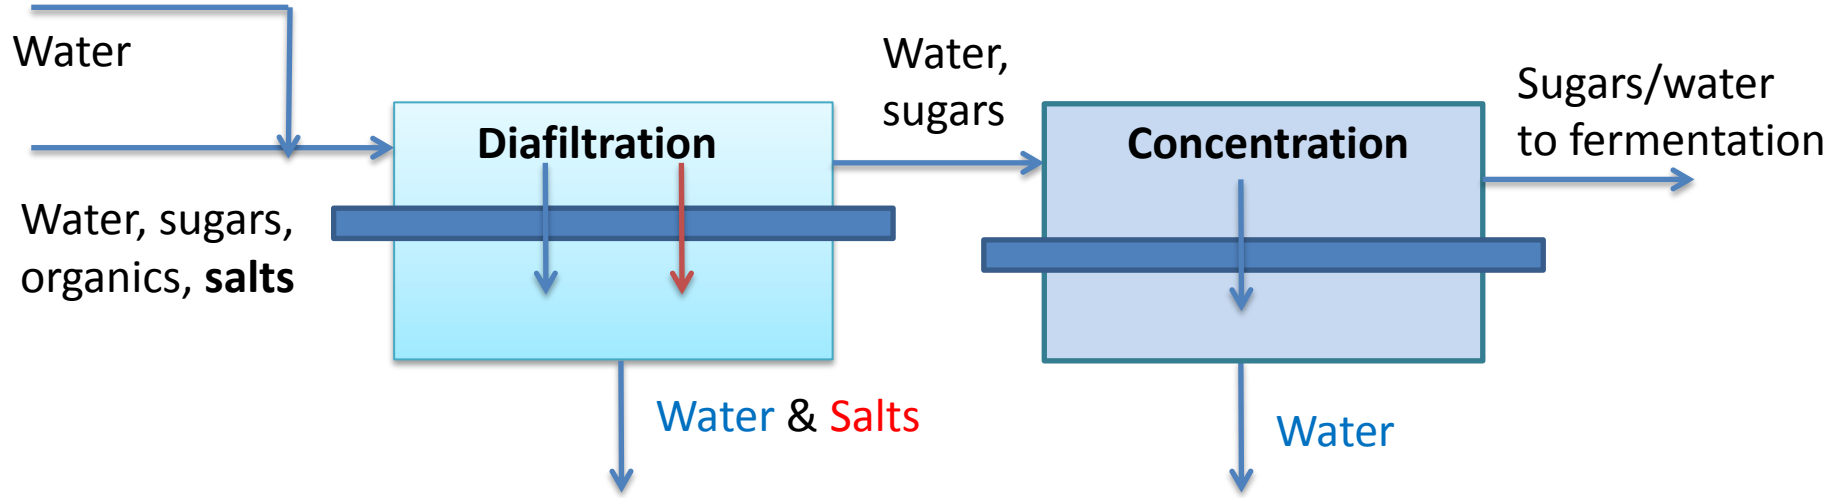 Water
Water, sugars,
organics, salts
Diafiltration
Water & Salts
Water,
sugars
Concentration
Water
Sugars/water
to fermentation